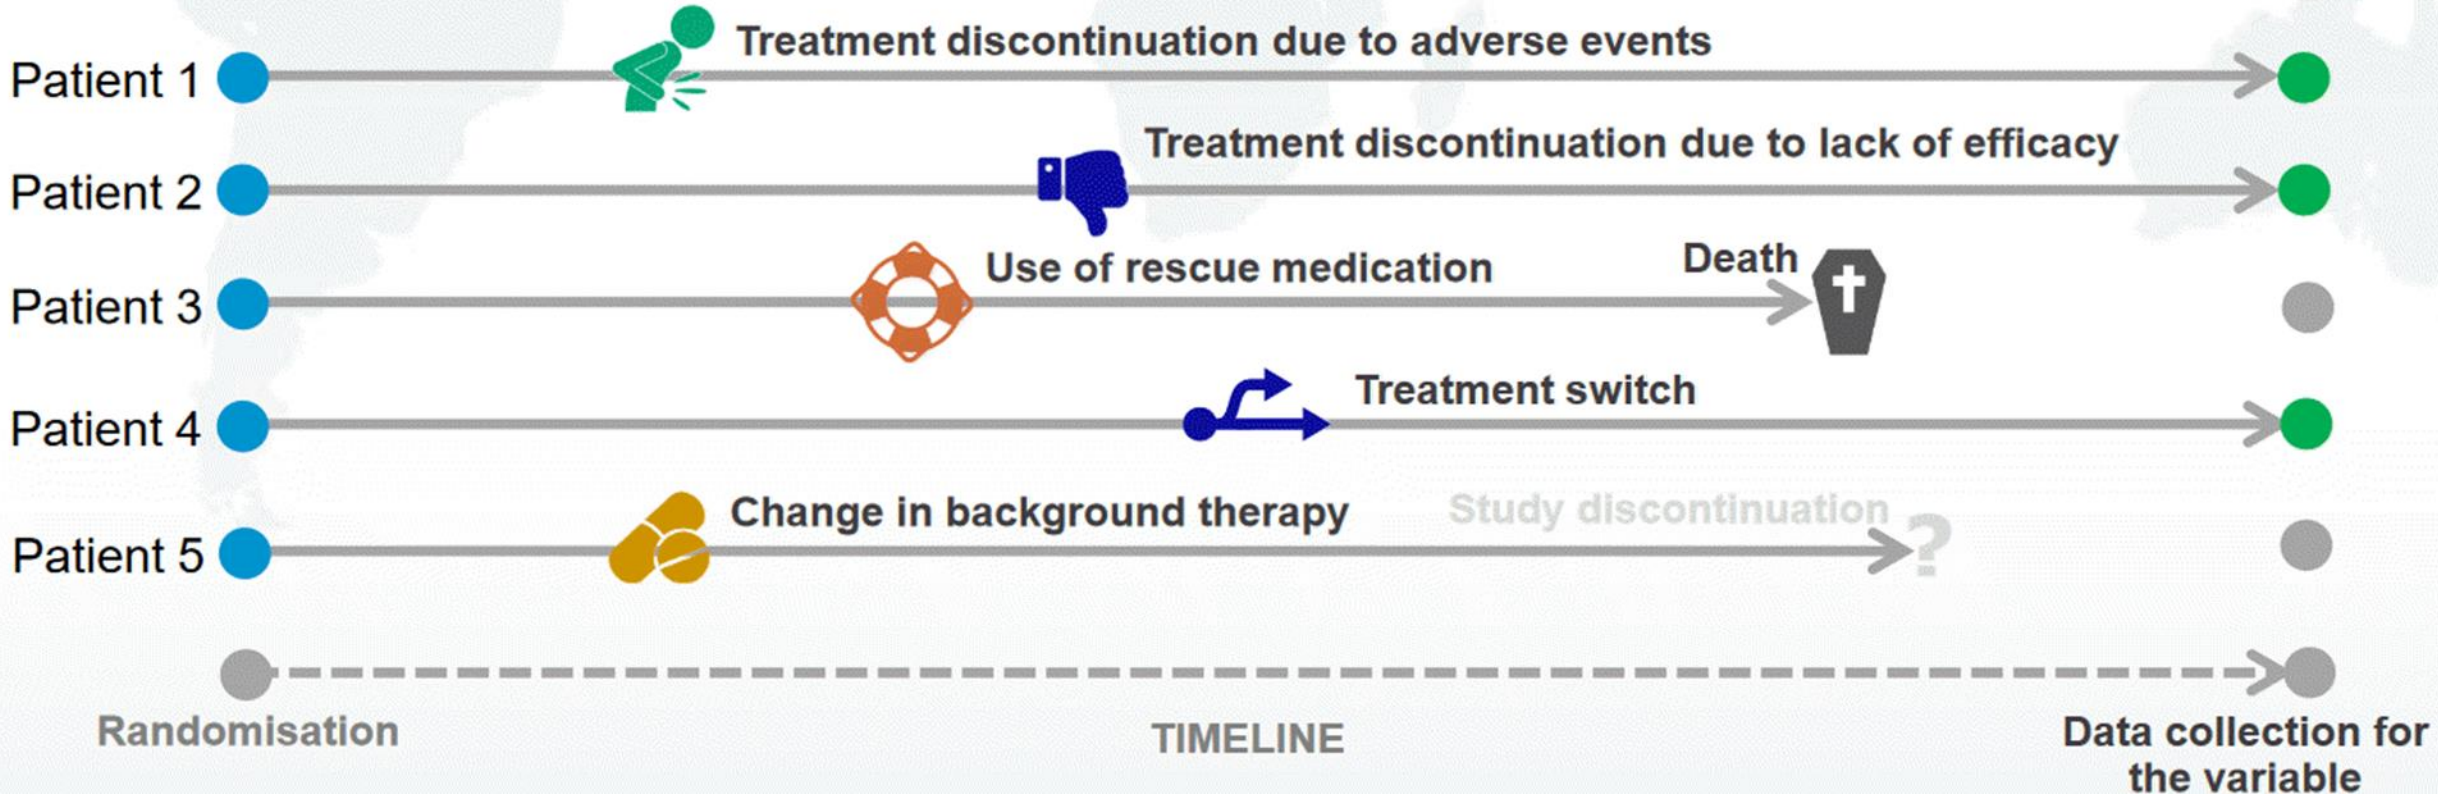 Treatment discontinuation due to adverse events
Patient 1
Treatment discontinuation due to lack of efficacy
Patient 2
Use of rescue medication
Death
Patient 3
Treatment switch
Patient 4
Change in background therapy
Study discontinuation
?
Patient 5
Randomisation
TIMELINE
Data collection for
the variable